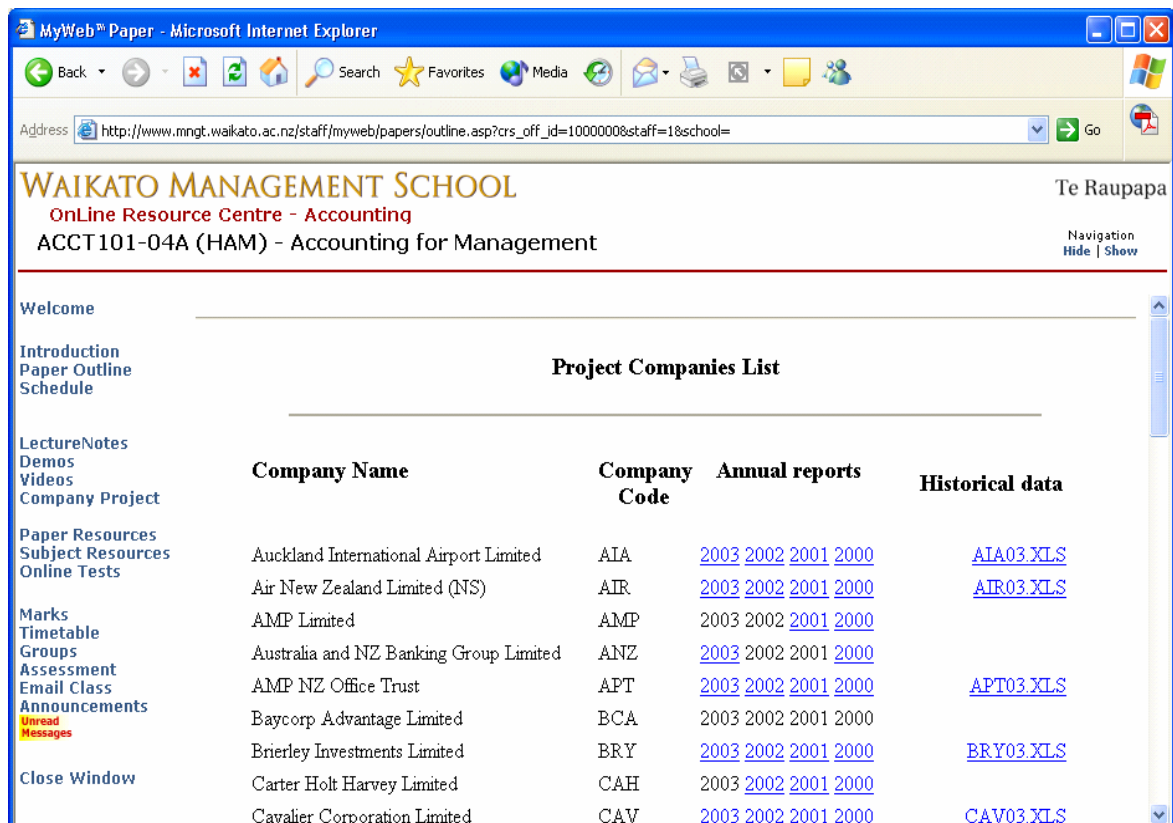 MyWeb™ Paper - Microsoft Internet Explorer
Back Search Favorites Media
Address http://www.mngt.waikato.ac.nz/staff/myweb/papers/outline.asp?crs_off_id=1000000&staff=1&school= Go
WAIKATO MANAGEMENT SCHOOL Te Raupapa
OnLine Resource Centre - Accounting
ACCT101-04A (HAM) - Accounting for Management
Navigation
Hide | Show
Welcome
Introduction
Paper Outline
Schedule
LectureNotes
Demos
Videos
Company Project
Paper Resources
Subject Resources
Online Tests
Marks
Timetable
Groups
Assessment
Email Class
Announcements
Unread
Messages
Close Window
Project Companies List
Company Name Company Code Annual reports Historical data
Auckland International Airport Limited AIA 2003 2002 2001 2000 AIA03.XLS
Air New Zealand Limited (NS) AIR 2003 2002 2001 2000 AIR03.XLS
AMP Limited AMP 2003 2002 2001 2000
Australia and NZ Banking Group Limited ANZ 2003 2002 2001 2000
AMP NZ Office Trust APT 2003 2002 2001 2000 APT03.XLS
Baycorp Advantage Limited BCA 2003 2002 2001 2000
Brierley Investments Limited BRY 2003 2002 2001 2000 BRY03.XLS
Carter Holt Harvey Limited CAH 2003 2002 2001 2000
Cavalier Corporation Limited CAV 2003 2002 2001 2000 CAV03.XLS